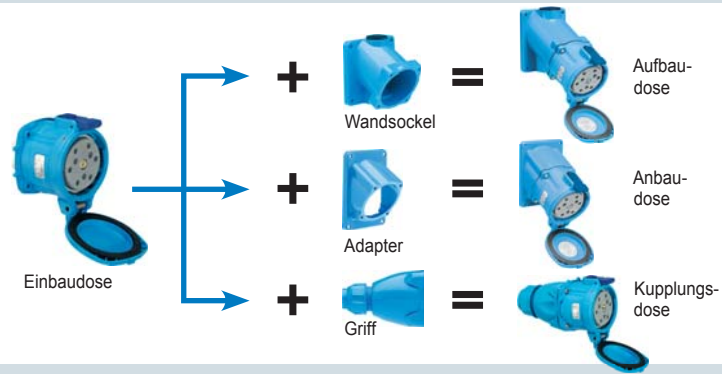 Einbaudose
+
Wandsockel
=
Aufbau-
dose
+
Adapter
=
Anbau-
dose
+
Griff
=
Kupplungs-
dose